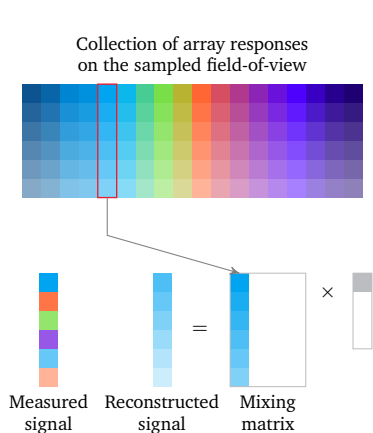 Collection of array responses
on the sampled field-of-view
×
=
Measured
signal
Reconstructed
signal
Mixing
matrix